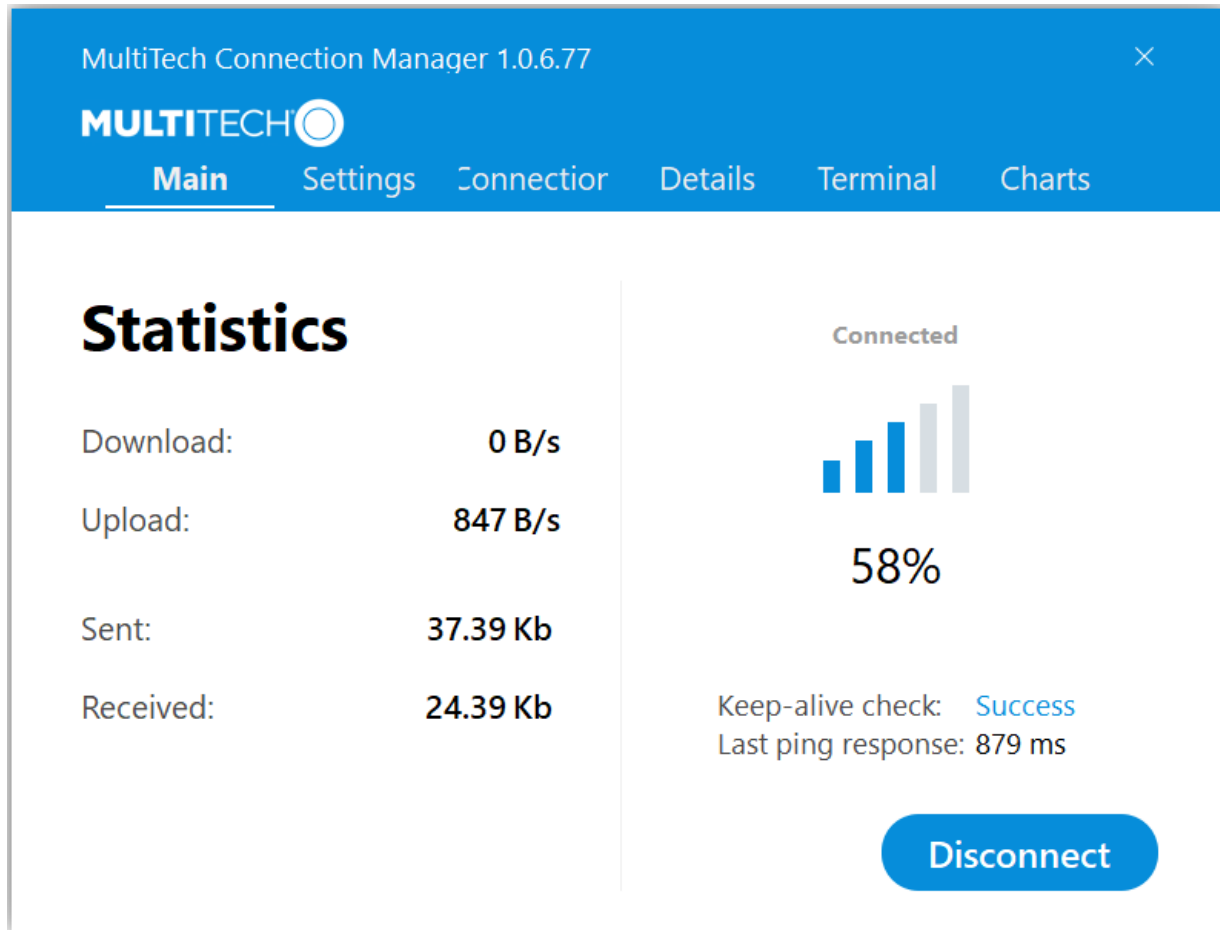 MultiTech Connection Manager 1.0.6.77
MULTITECH
Main Settings Connection Details Terminal Charts
Statistics
Download: 0 B/s
Upload: 847 B/s
Sent: 37.39 Kb
Received: 24.39 Kb
Connected
58%
Keep-alive check: Success
Last ping response: 879 ms
Disconnect